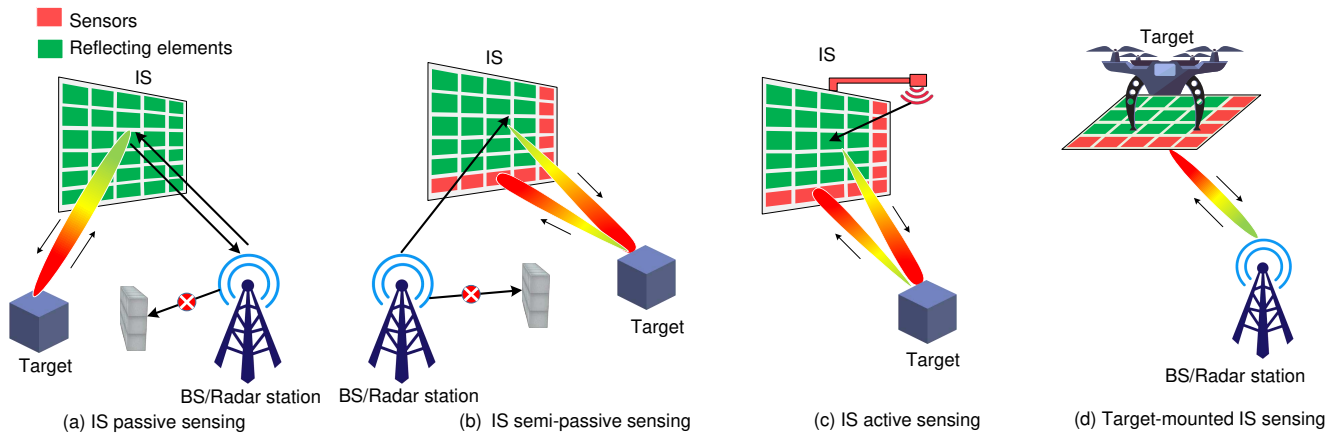 Sensors
Reflecting elements
IS
Target
BS/Radar station
(a) IS passive sensing
IS
Target
BS/Radar station
(b) IS semi-passive sensing
IS
Target
(c) IS active sensing
Target
BS/Radar station
(d) Target-mounted IS sensing